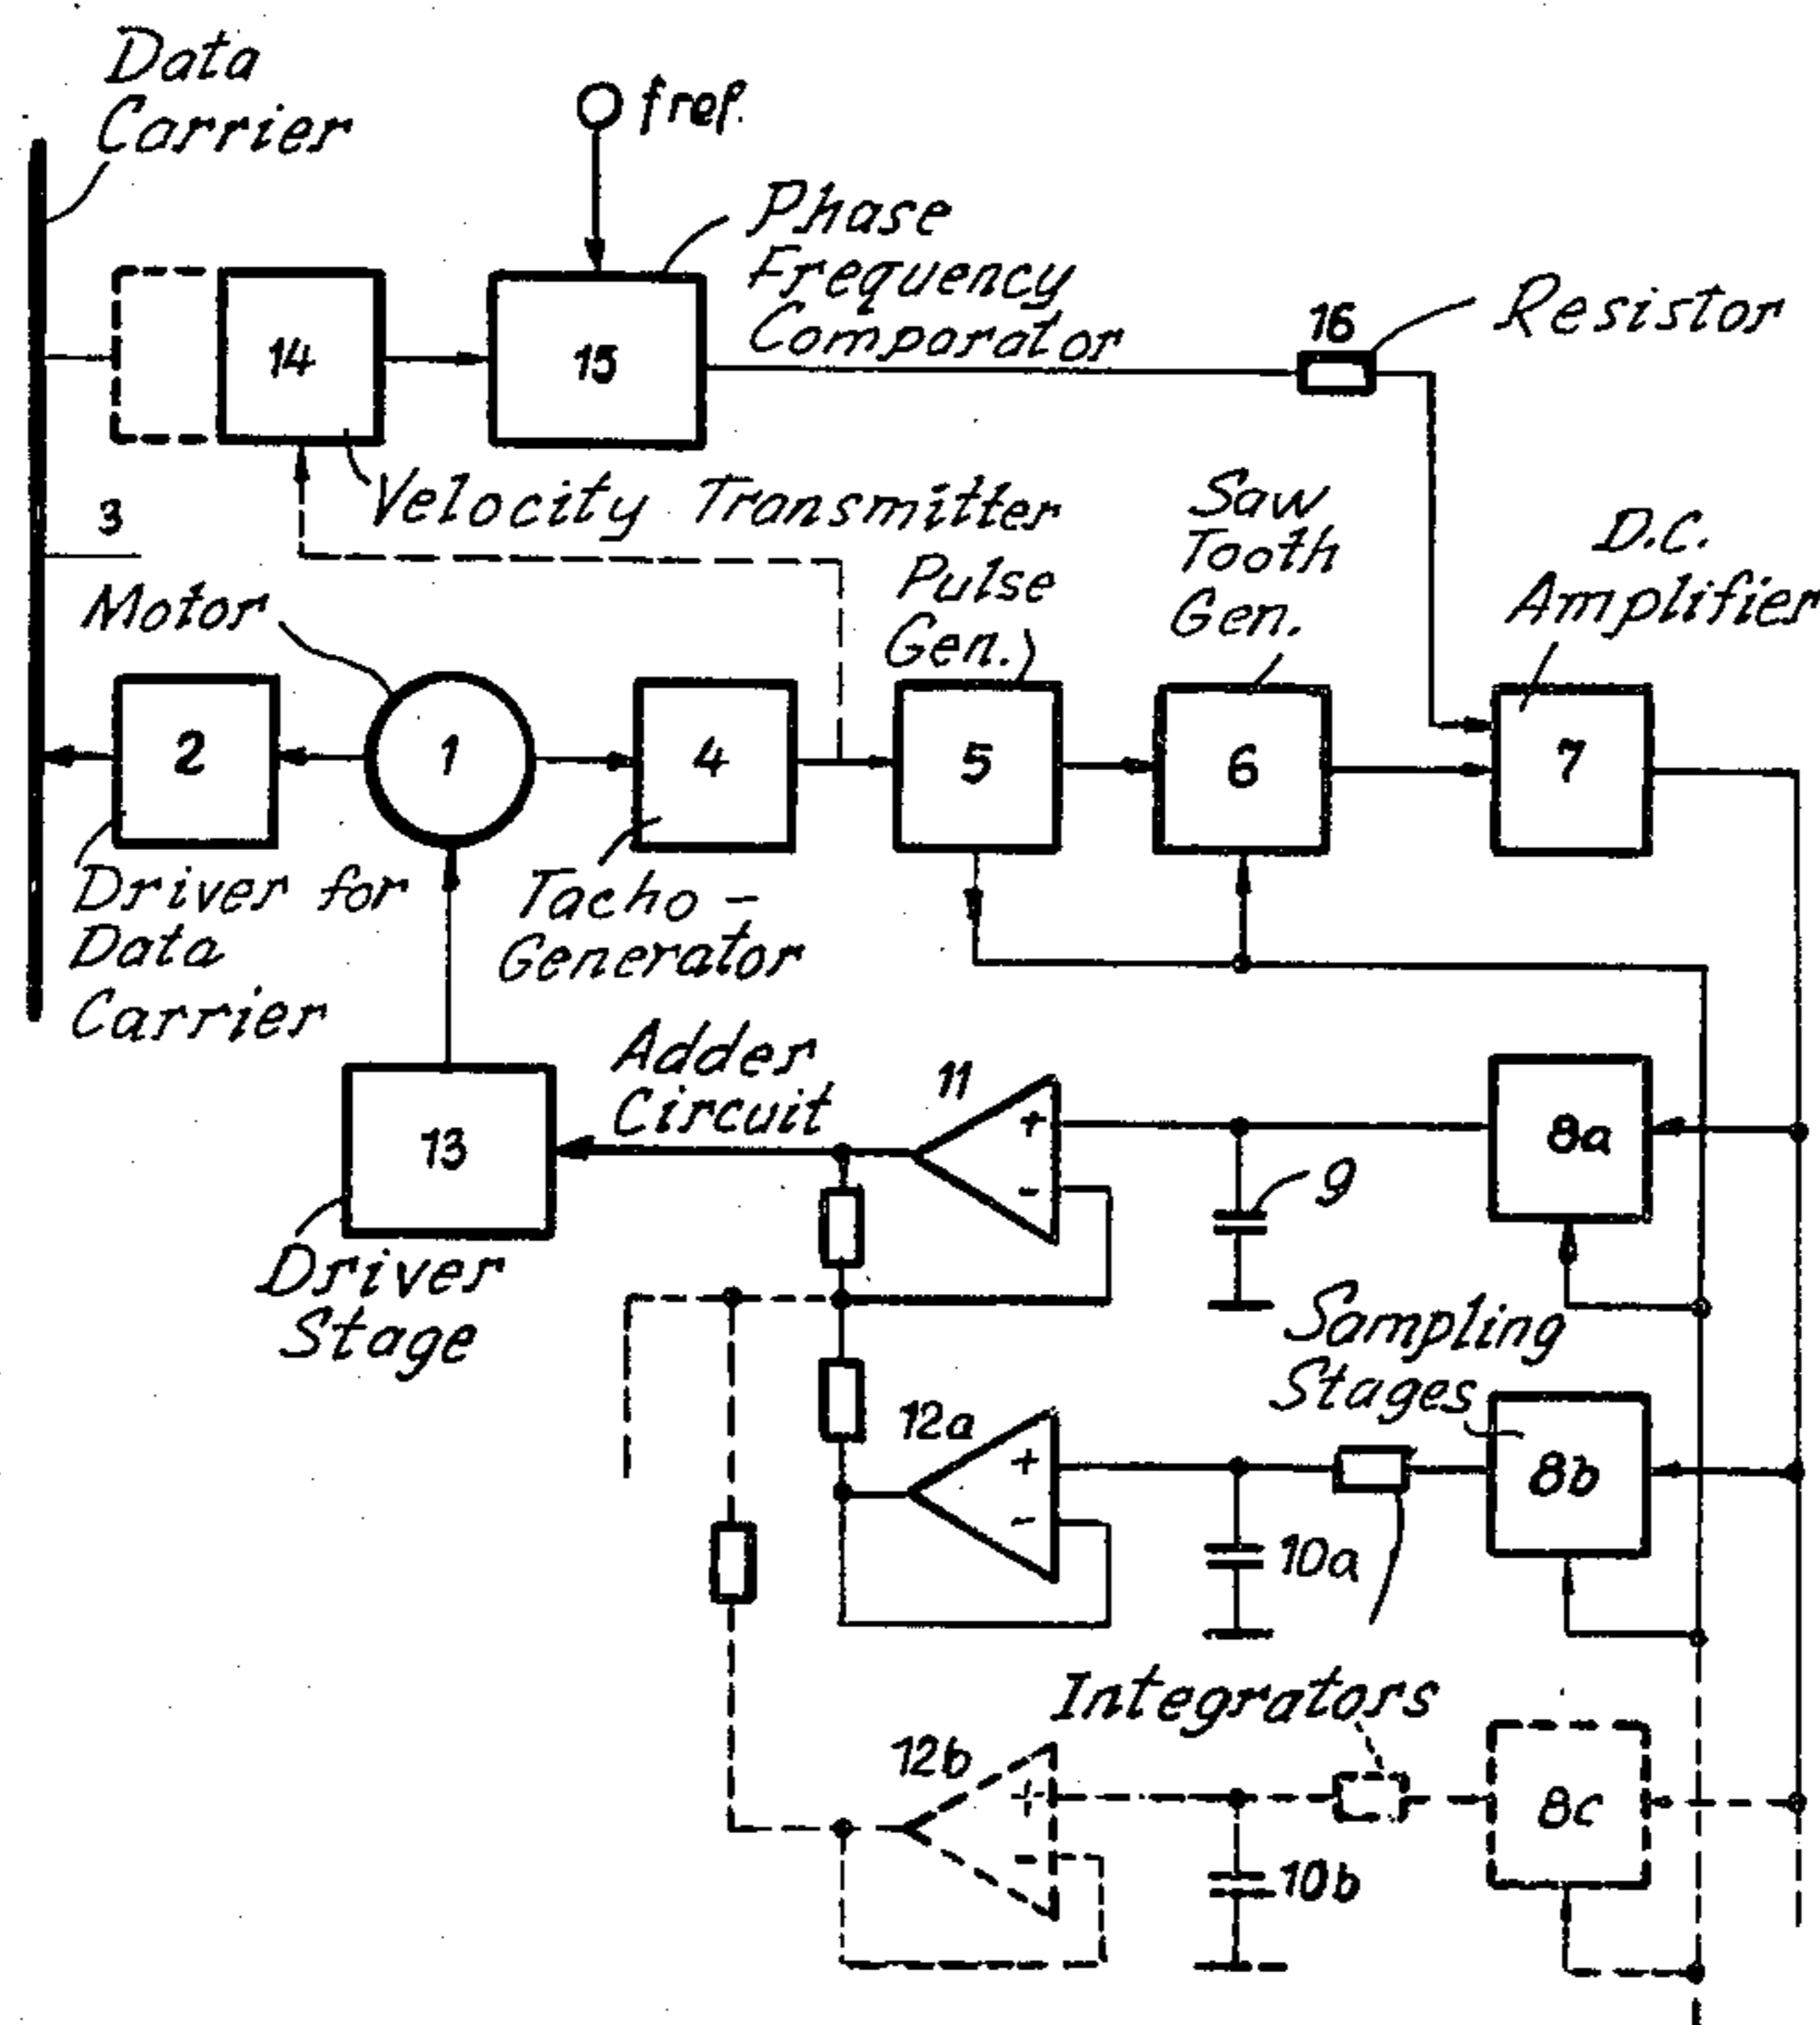 Data
Carrier
fref.
Phase
Frequency
Comparator
16
Resistor
14
15
Velocity Transmitter
3
Saw
Tooth
Gen.
D.C.
Amplifier
Pulse
Gen.
Motor
2
1
4
5
6
7
Driver for
Data
Carrier
Tacho-
Generator
Adder
Circuit
11
+
-
13
8a
9
Driver
Stage
Sampling
Stages
12a
+
-
10a
8b
Integrators
12b
+
-
10b
8c